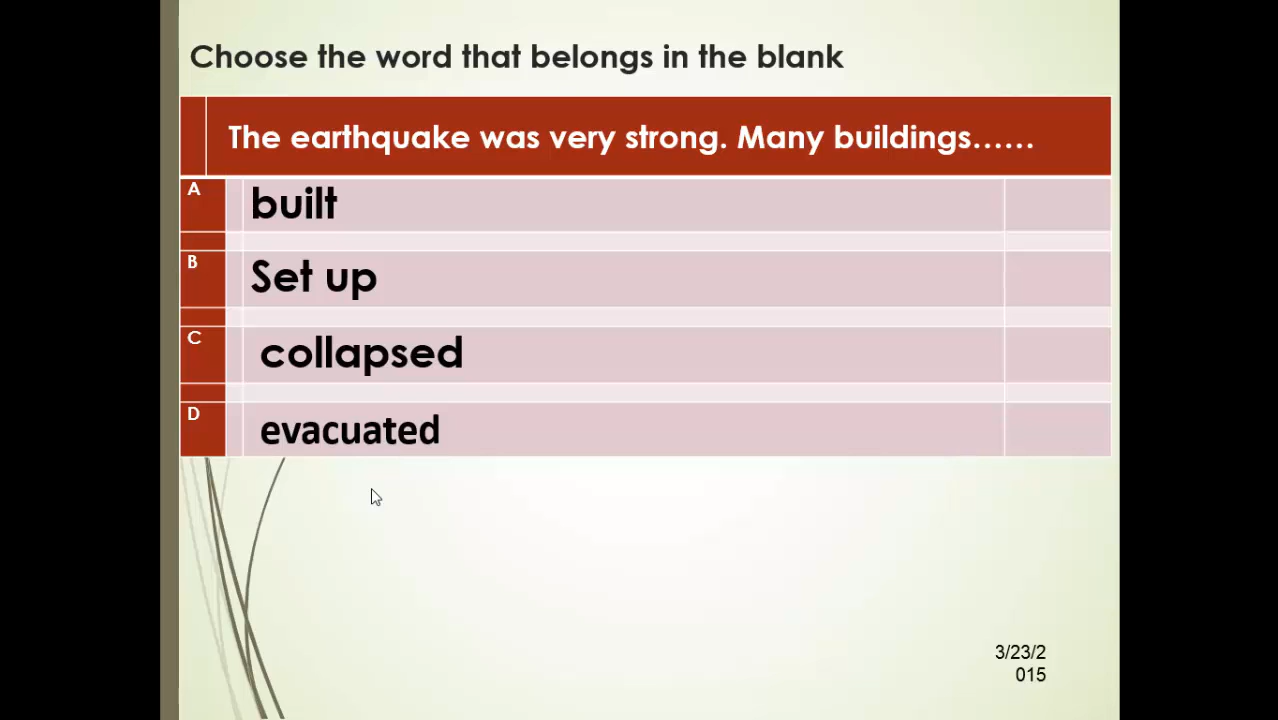 Choose the word that belongs in the blank
The earthquake was very strong. Many buildings……
A
built
B
Set up
C
collapsed
D
evacuated
3/23/2
015